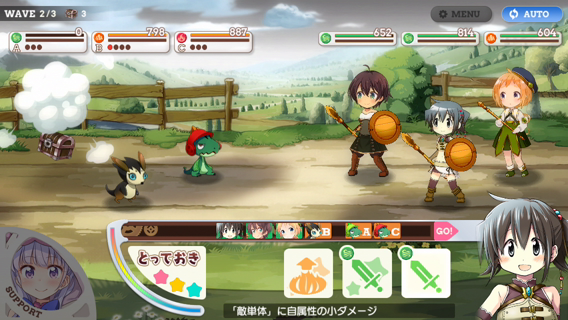 WAVE 2/3 3
MENU
AUTO
0
A
798
B
887
C
652
814
604
B
A
C
GO!
とっておき
SUPPORT
「敵単体」に自属性の小ダメージ